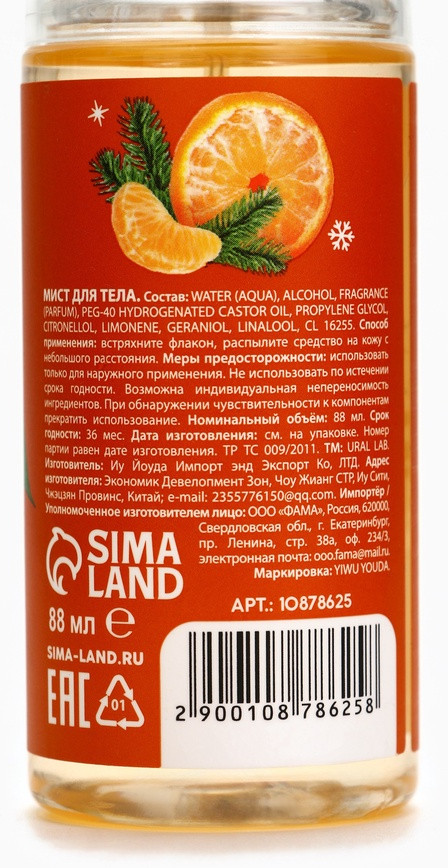 МИСТ ДЛЯ ТЕЛА. Состав: WATER (AQUA), ALCOHOL, FRAGRANCE
(PARFUM), PEG-40 HYDROGENATED CASTOR OIL, PROPYLENE GLYCOL,
CITRONELLOL, LIMONENE, GERANIOL, LINALOOL, CL 16255. Способ
применения: встряхните флакон, распылите средство на кожу с
небольшого расстояния. Меры предосторожности: использовать
только для наружного применения. Не использовать по истечении
срока годности. Возможна индивидуальная непереносимость
ингредиентов. При обнаружении чувствительности к компонентам
прекратить использование. Номинальный объём: 88 мл. Срок
годности: 36 мес. Дата изготовления: см. на упаковке. Номер
партии равен дате изготовления. ТР ТС 009/2011. ТМ: URAL LAB.
Изготовитель: Иу Йоуда Импорт энд Экспорт Ко, ЛТД. Адрес
изготовителя: Экономик Девелопмент Зон, Чоу Жианг СТР, Иу Сити,
Чжэцзян Провинс, Китай; e-mail: 2355776150@qq.com. Импортёр /
Уполномоченное изготовителем лицо: ООО «ФАМА», Россия, 620000,
Свердловская обл., г. Екатеринбург,
пр. Ленина, стр. 38а, оф. 234/3,
электронная почта: ooo.fama@mail.ru.
Маркировка: YIWU YOUDA.
SIMA
LAND
88 мл e
SIMA-LAND.RU
EAC 01
АРТ.: 10878625
2 900108 786258